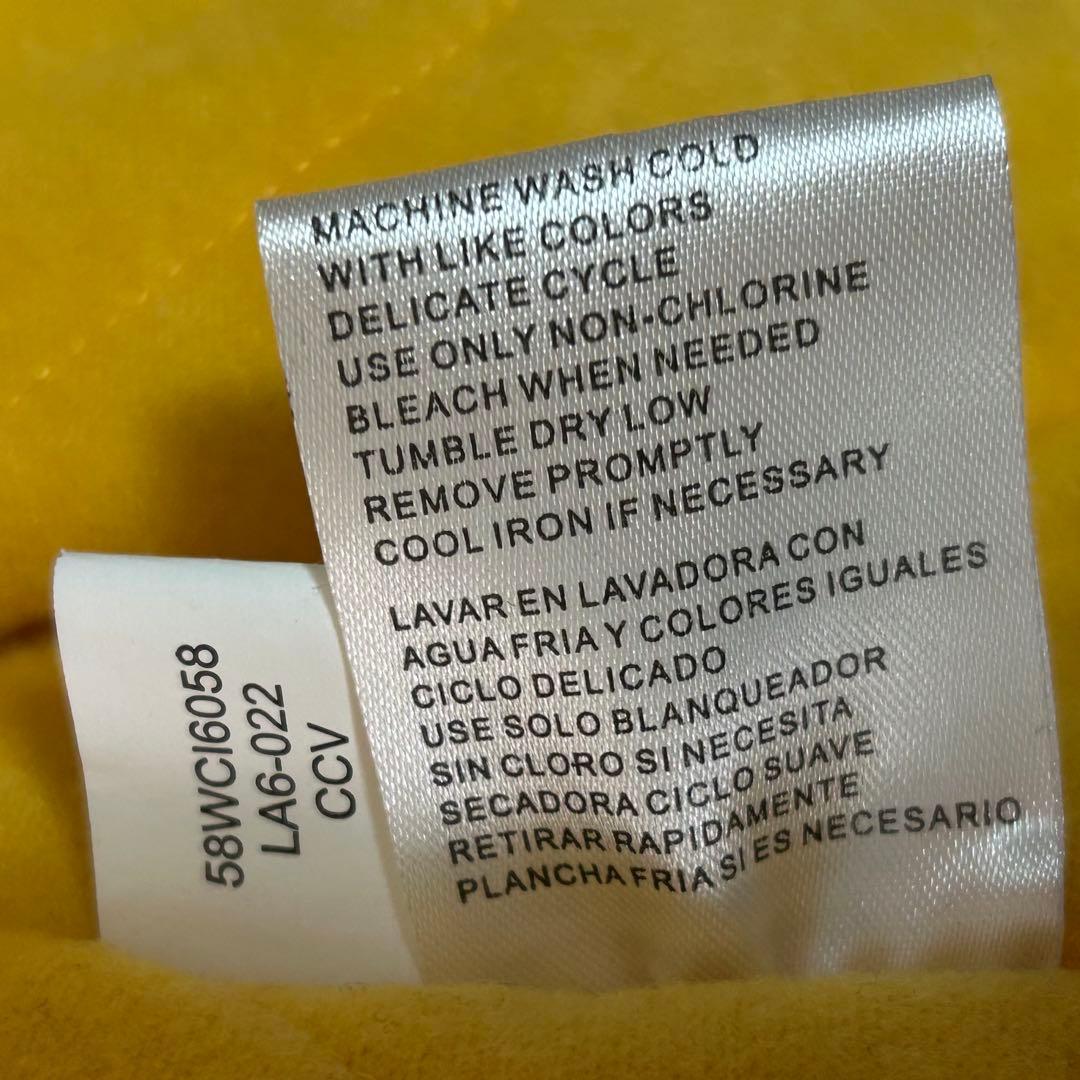 MACHINE WASH COLD
WITH LIKE COLORS
DELICATE CYCLE
USE ONLY NON-CHLORINE
BLEACH WHEN NEEDED
TUMBLE DRY LOW
REMOVE PROMPTLY
COOL IRON IF NECESSARY
LAVAR EN LAVADORA CON
AGUA FRIA Y COLORES IGUALES
CICLO DELICADO
USE SOLO BLANQUEADOR
SIN CLORO SI NECESITA
SECADORA CICLO SUAVE
RETIRAR RAPIDAMENTE
PLANCHA FRIA SI ES NECESARIO
58WCI6058
LA6-022
CCV